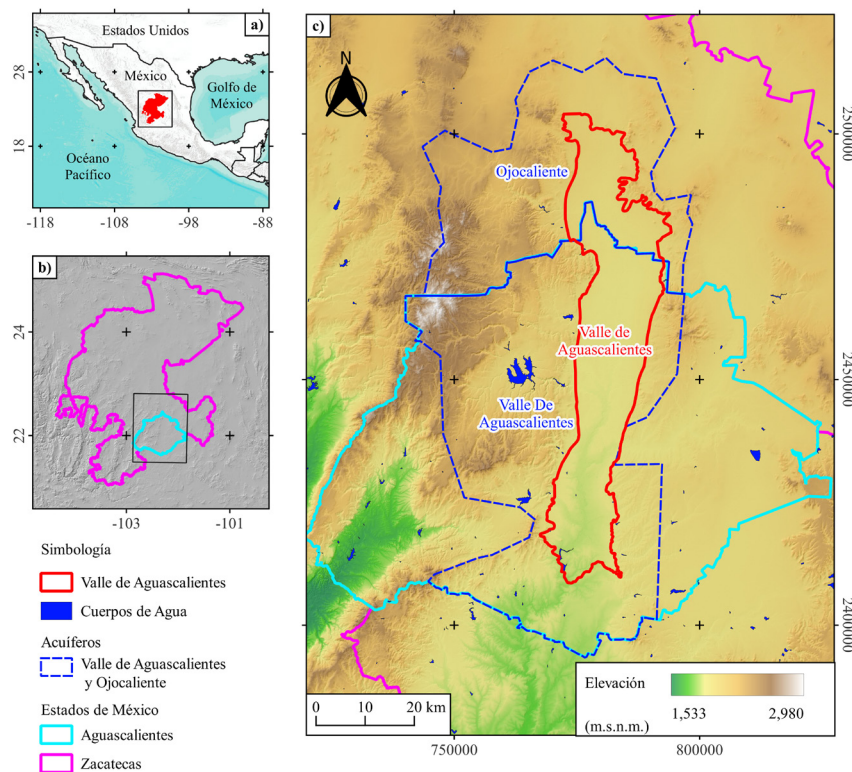 a)
Estados Unidos
México
Golfo de
México
Océano
Pacífico
28
18
-118
-108
-98
-88
b)
24
22
-103
-101
Simbología
Valle de Aguascalientes
Cuerpos de Agua
Acuíferos
Valle de Aguascalientes
y Ojocaliente
Estados de México
Aguascalientes
Zacatecas
c)
N
Ojocaliente
Valle de
Aguascalientes
Valle De
Aguascalientes
2500000
2450000
2400000
0 10 20 km
Elevación
(m.s.n.m.)
1,533
2,980
750000
800000